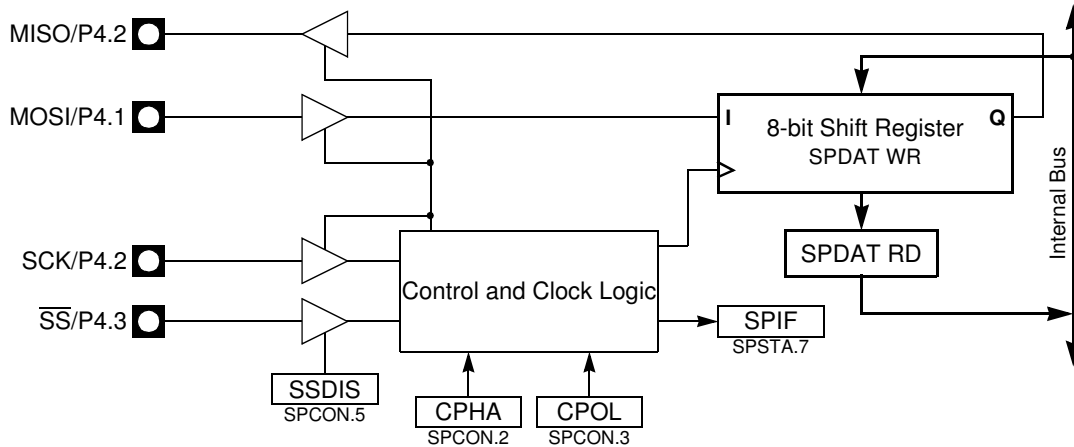 MISO/P4.2
MOSI/P4.1
I
8-bit Shift Register
Q
SPDAT WR
Internal Bus
SCK/P4.2
SPDAT RD
Control and Clock Logic
S̅S̅/P4.3
SPIF
SPSTA.7
SSDIS
SPCON.5
CPHA
SPCON.2
CPOL
SPCON.3